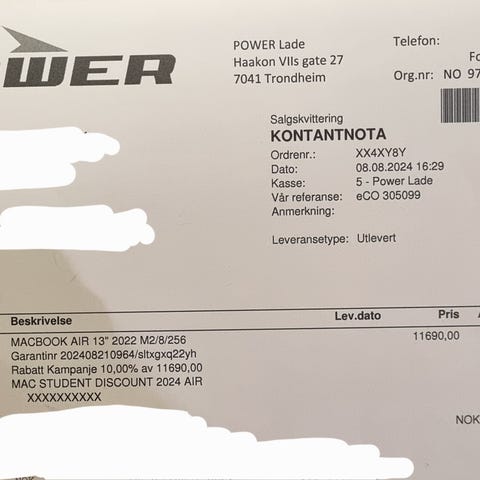 POWER Lade
Haakon VIIs gate 27
7041 Trondheim
Telefon:
Org.nr: NO 97
WER
Salgskvittering
KONTANTNOTA
Ordrenr.: XX4XY8Y
Dato: 08.08.2024 16:29
Kasse: 5 - Power Lade
Vår referanse: eCO 305099
Anmerkning:
Leveransetype: Utlevert
Beskrivelse Lev.dato Pris
MACBOOK AIR 13" 2022 M2/8/256 11690,00
Garantinr 202408210964/sltxgxq22yh
Rabatt Kampanje 10,00% av 11690,00
MAC STUDENT DISCOUNT 2024 AIR
XXXXXXXXXX
NOK